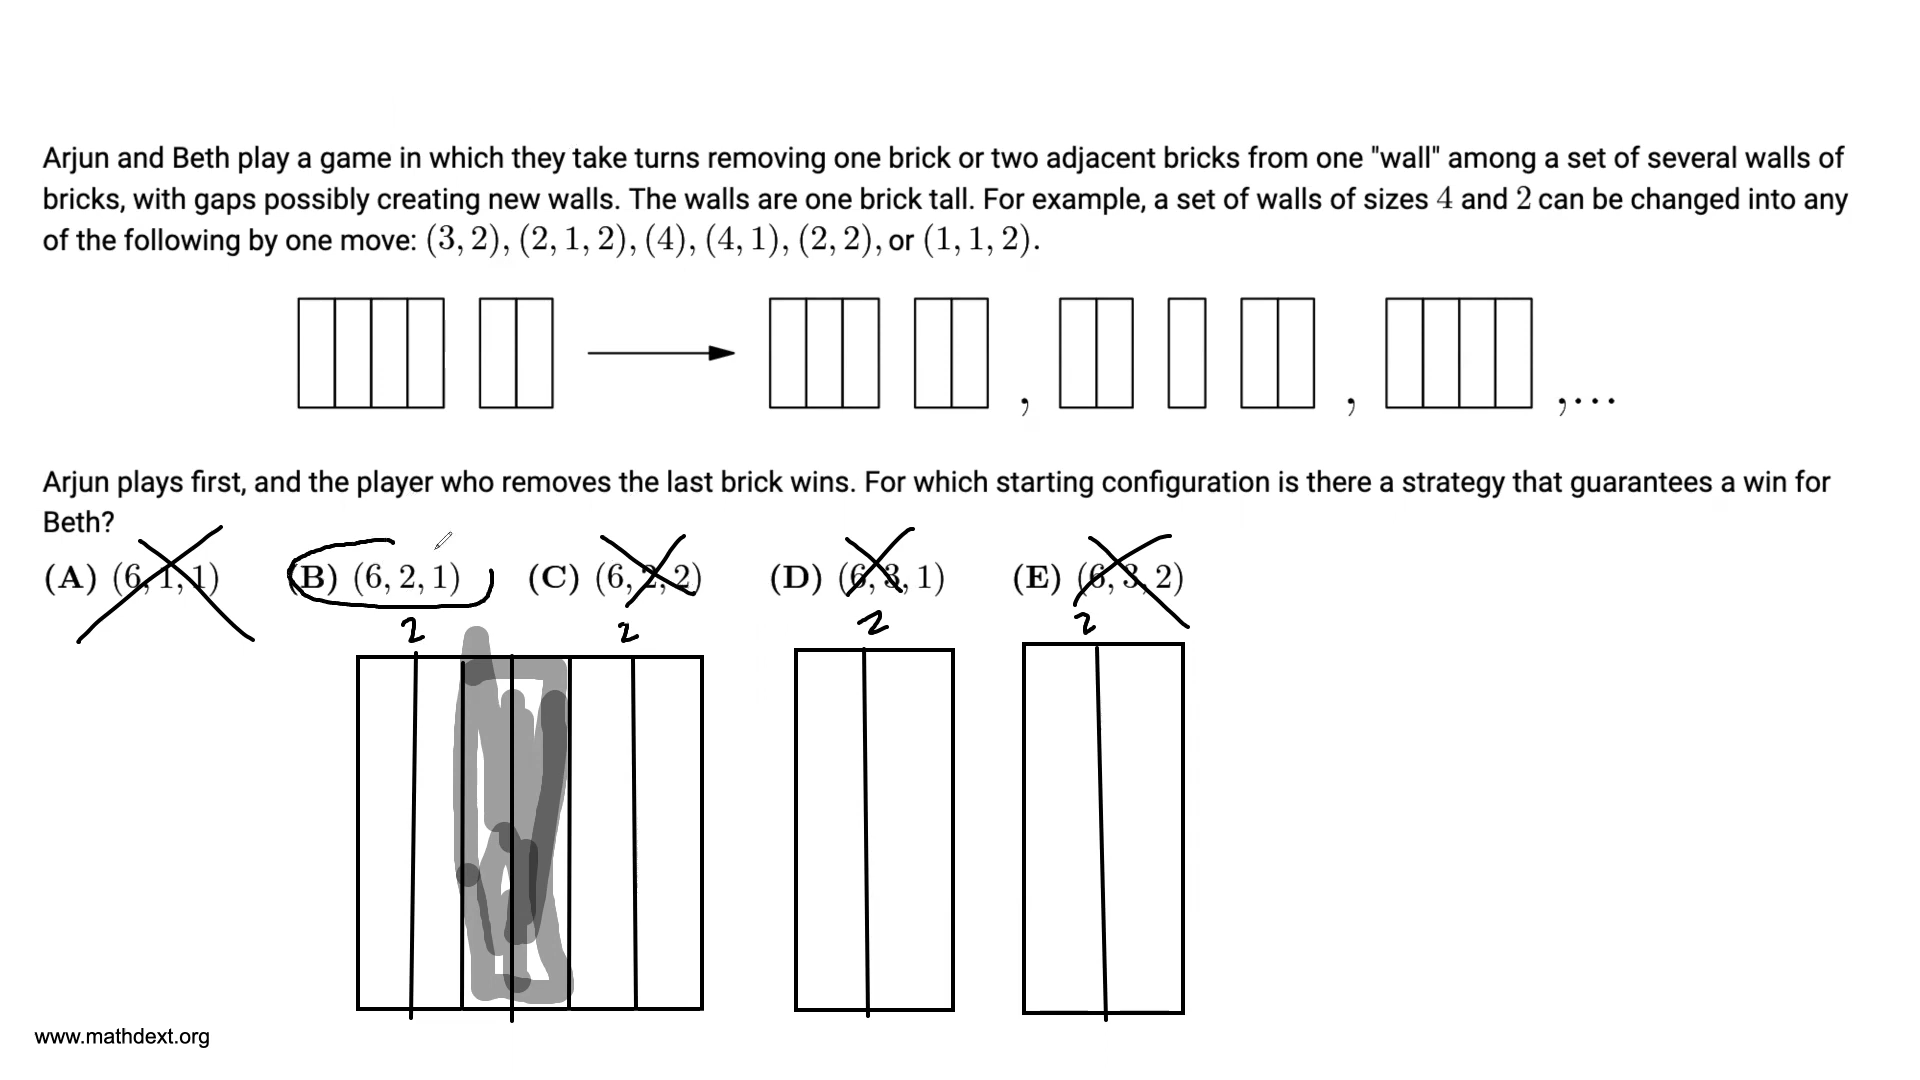 Arjun and Beth play a game in which they take turns removing one brick or two adjacent bricks from one "wall" among a set of several walls of
bricks, with gaps possibly creating new walls. The walls are one brick tall. For example, a set of walls of sizes 4 and 2 can be changed into any
of the following by one move: (3, 2), (2, 1, 2), (4), (4, 1), (2, 2), or (1, 1, 2).
, , ,...
Arjun plays first, and the player who removes the last brick wins. For which starting configuration is there a strategy that guarantees a win for
Beth?
(A) (6, 1, 1) (B) (6, 2, 1) (C) (6, 2, 2) (D) (6, 3, 1) (E) (6, 3, 2)
2 2 2 2
www.mathdext.org